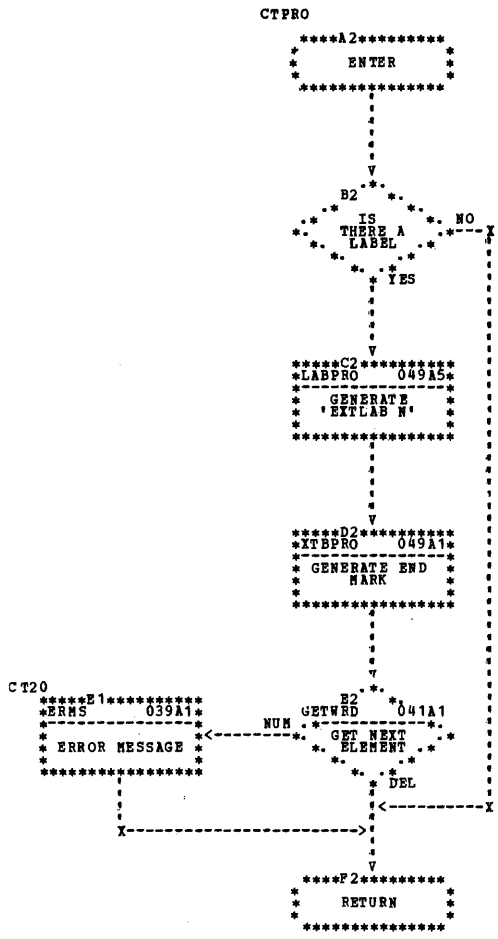 CTPRO
A2
ENTER
B2
IS
THERE A
LABEL
NO
YES
C2
LABPRO 049A5
GENERATE
'EXTLAB N'
D2
XTBPRO 049A1
GENERATE END
MARK
CT20
E1
ERMS 039A1
ERROR MESSAGE
NUM
E2
GETWRD 041A1
GET NEXT
ELEMENT
DEL
F2
RETURN